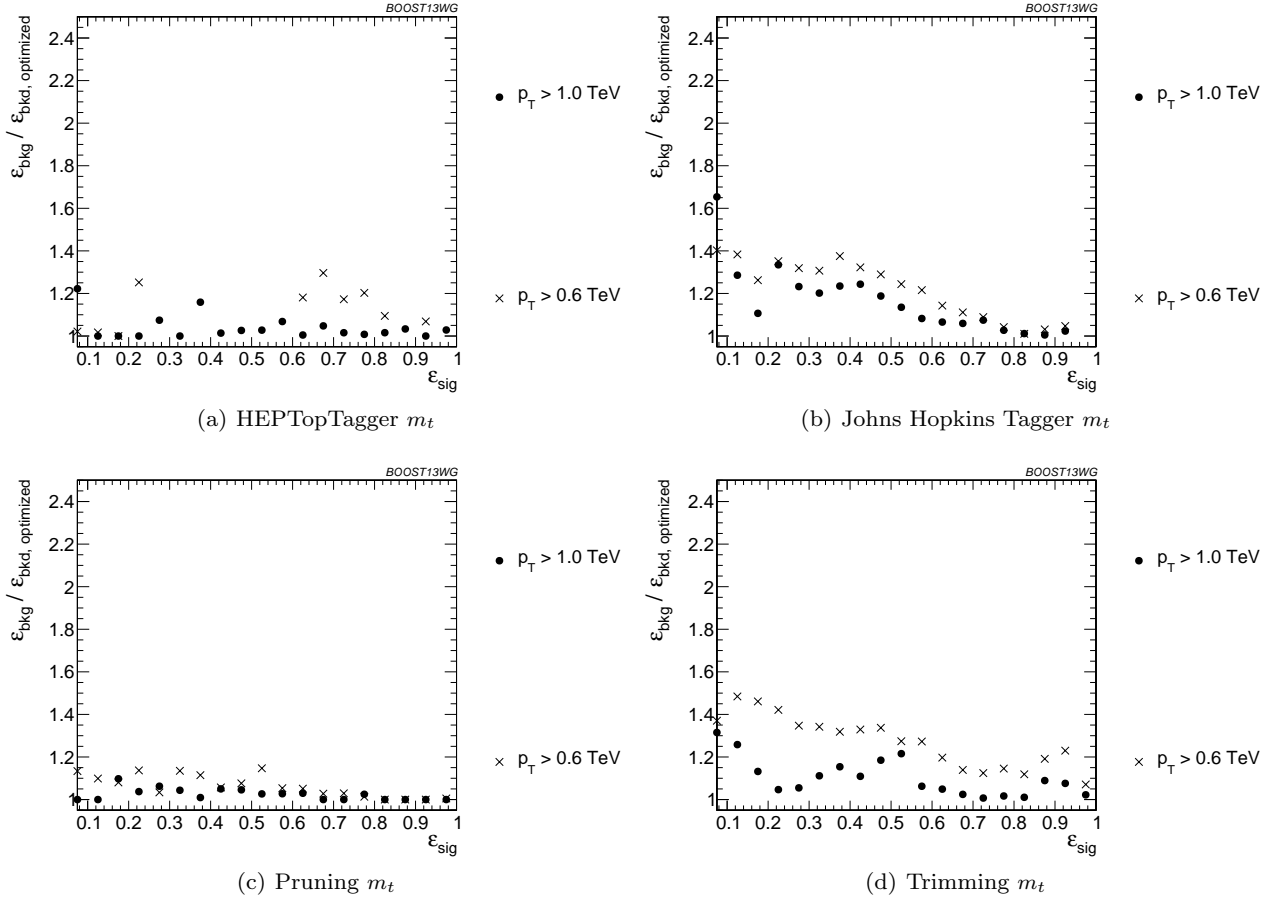 BOOST13WG
ε_bkg / ε_bkd, optimized
2.4
2.2
2
1.8
1.6
1.4
1.2
1
0.1 0.2 0.3 0.4 0.5 0.6 0.7 0.8 0.9 1
ε_sig
p_T > 1.0 TeV
p_T > 0.6 TeV
(a) HEPTopTagger m_t
BOOST13WG
ε_bkg / ε_bkd, optimized
2.4
2.2
2
1.8
1.6
1.4
1.2
1
0.1 0.2 0.3 0.4 0.5 0.6 0.7 0.8 0.9 1
ε_sig
p_T > 1.0 TeV
p_T > 0.6 TeV
(b) Johns Hopkins Tagger m_t
BOOST13WG
ε_bkg / ε_bkd, optimized
2.4
2.2
2
1.8
1.6
1.4
1.2
1
0.1 0.2 0.3 0.4 0.5 0.6 0.7 0.8 0.9 1
ε_sig
p_T > 1.0 TeV
p_T > 0.6 TeV
(c) Pruning m_t
BOOST13WG
ε_bkg / ε_bkd, optimized
2.4
2.2
2
1.8
1.6
1.4
1.2
1
0.1 0.2 0.3 0.4 0.5 0.6 0.7 0.8 0.9 1
ε_sig
p_T > 1.0 TeV
p_T > 0.6 TeV
(d) Trimming m_t